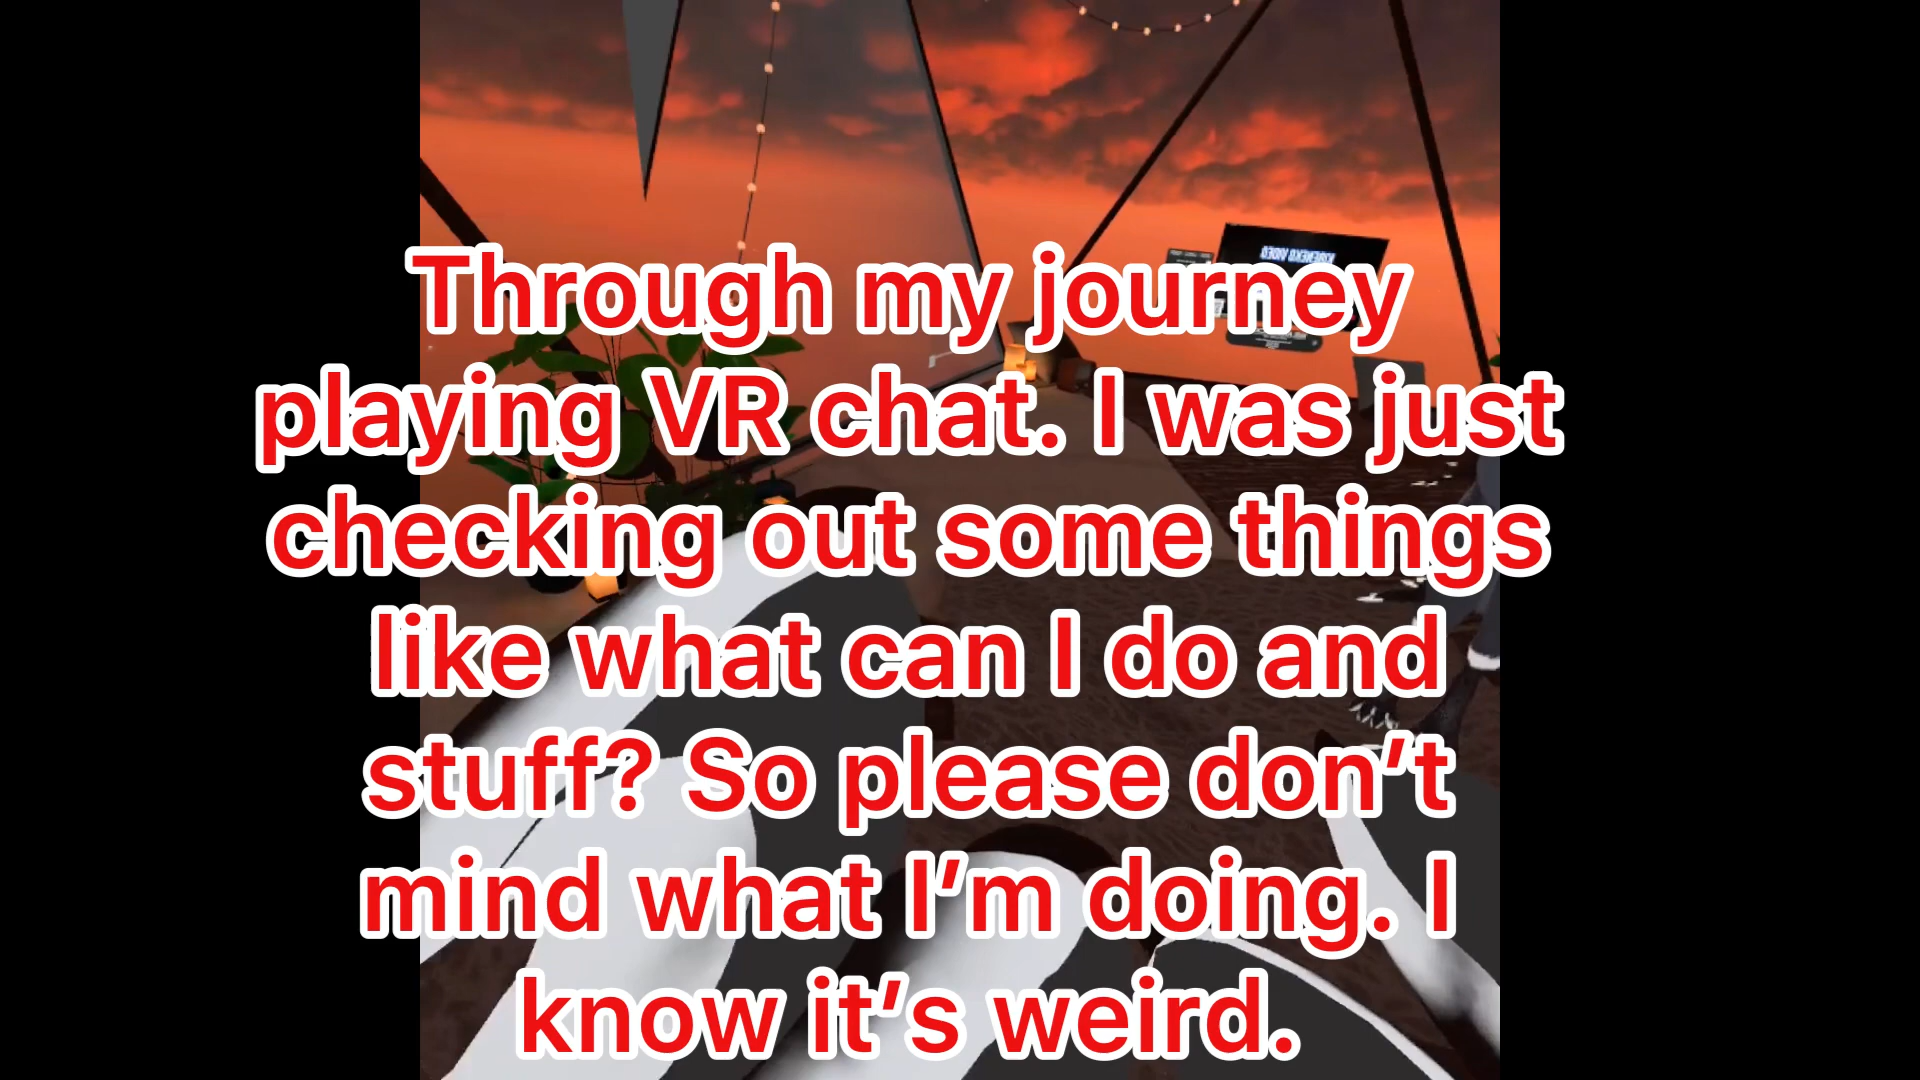 Through my journey
playing VR chat. I was just
checking out some things
like what can I do and
stuff? So please don’t
mind what I’m doing. I
know it’s weird.